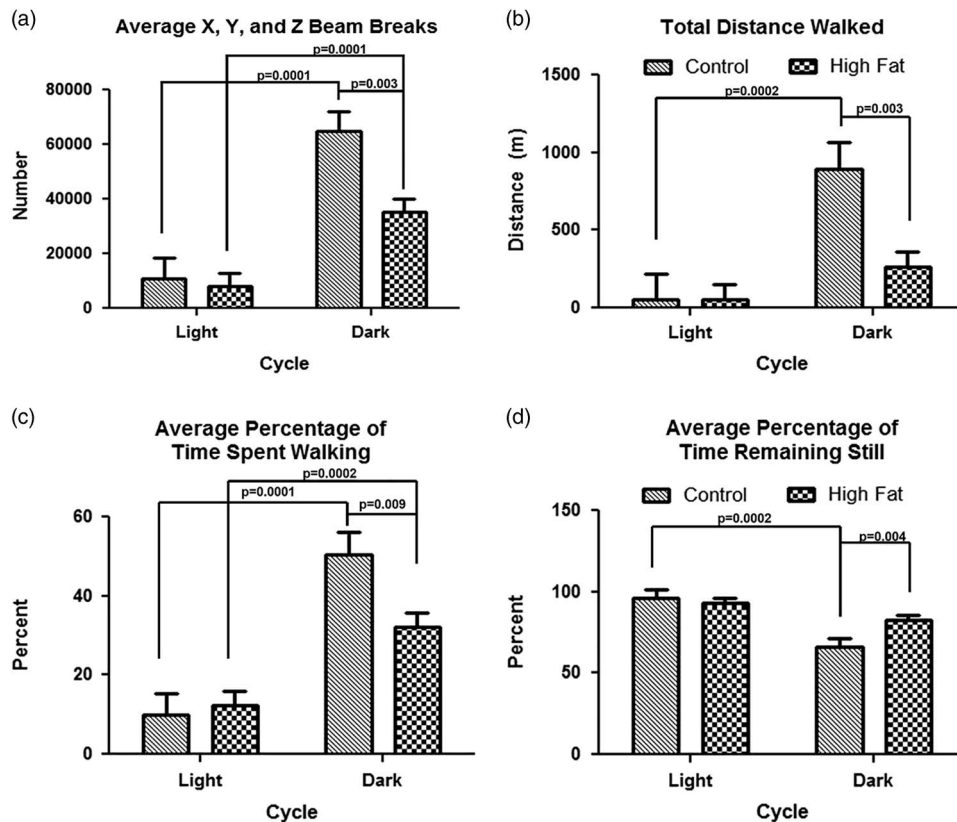 (a)
Average X, Y, and Z Beam Breaks
p=0.0001
p=0.0001
p=0.003
80000
60000
40000
20000
0
Number
Light
Dark
Cycle
(b)
Total Distance Walked
Control
High Fat
p=0.0002
p=0.003
1500
1000
500
0
Distance (m)
Light
Dark
Cycle
(c)
Average Percentage of
Time Spent Walking
p=0.0002
p=0.0001
p=0.009
60
40
20
0
Percent
Light
Dark
Cycle
(d)
Average Percentage of
Time Remaining Still
Control
High Fat
p=0.0002
p=0.004
150
100
50
0
Percent
Light
Dark
Cycle